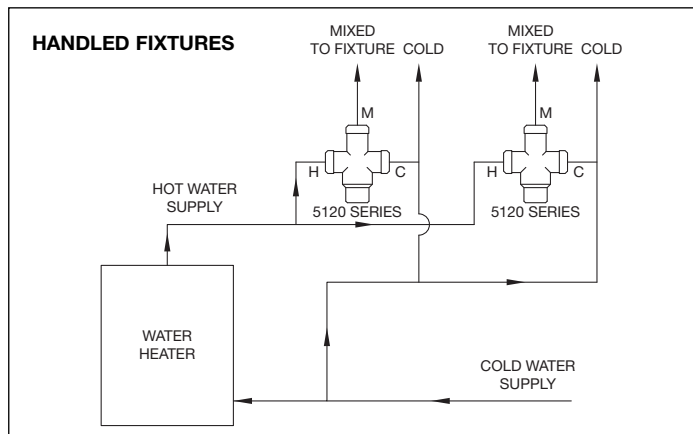 HANDLED FIXTURES
MIXED
TO FIXTURE COLD
MIXED
TO FIXTURE COLD
M
M
H
C
H
C
5120 SERIES
5120 SERIES
HOT WATER
SUPPLY
WATER
HEATER
COLD WATER
SUPPLY